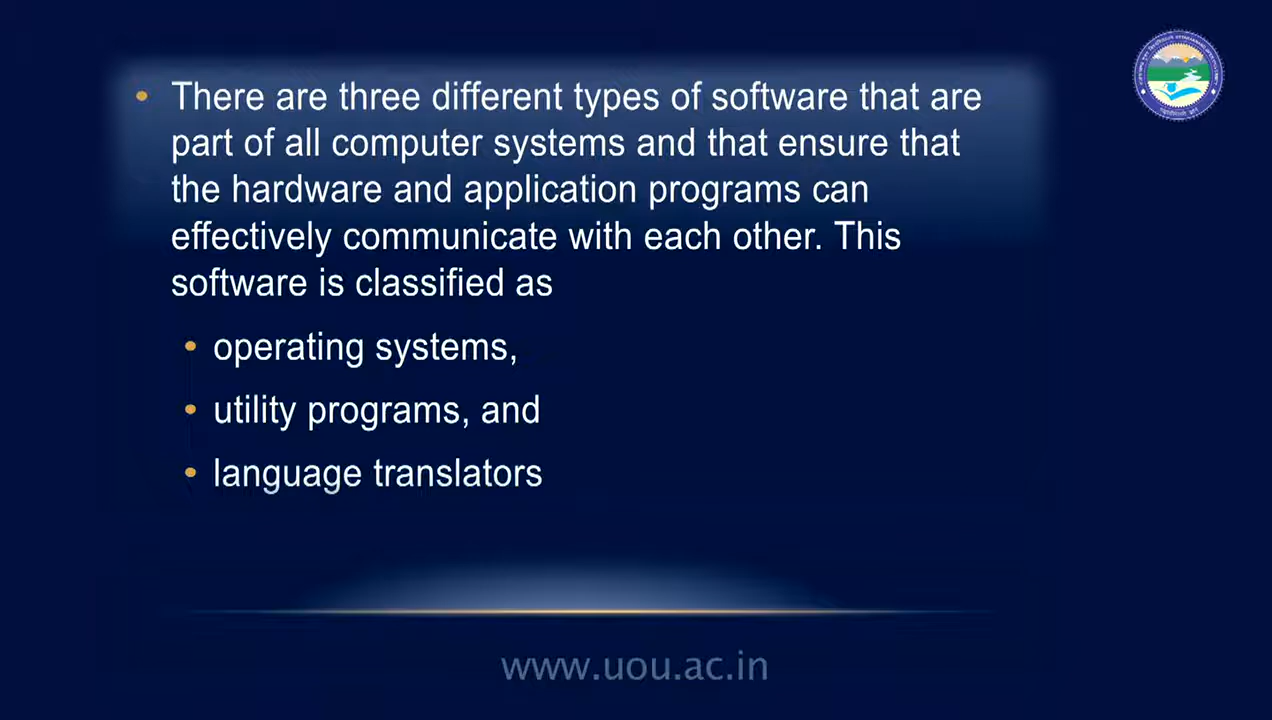 • There are three different types of software that are
part of all computer systems and that ensure that
the hardware and application programs can
effectively communicate with each other. This
software is classified as
• operating systems,
• utility programs, and
• language translators
www.uou.ac.in